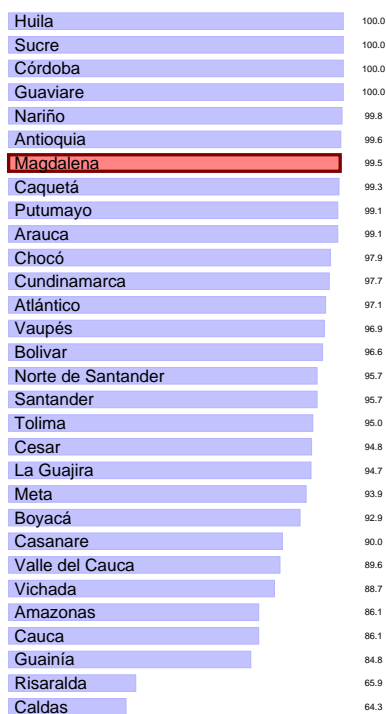 Huila 100.0
Sucre 100.0
Córdoba 100.0
Guaviare 100.0
Nariño 99.8
Antioquia 99.6
Magdalena 99.5
Caquetá 99.3
Putumayo 99.1
Arauca 99.1
Chocó 97.9
Cundinamarca 97.7
Atlántico 97.1
Vaupés 96.9
Bolivar 96.6
Norte de Santander 95.7
Santander 95.7
Tolima 95.0
Cesar 94.8
La Guajira 94.7
Meta 93.9
Boyacá 92.9
Casanare 90.0
Valle del Cauca 89.6
Vichada 88.7
Amazonas 86.1
Cauca 86.1
Guainía 84.8
Risaralda 65.9
Caldas 64.3